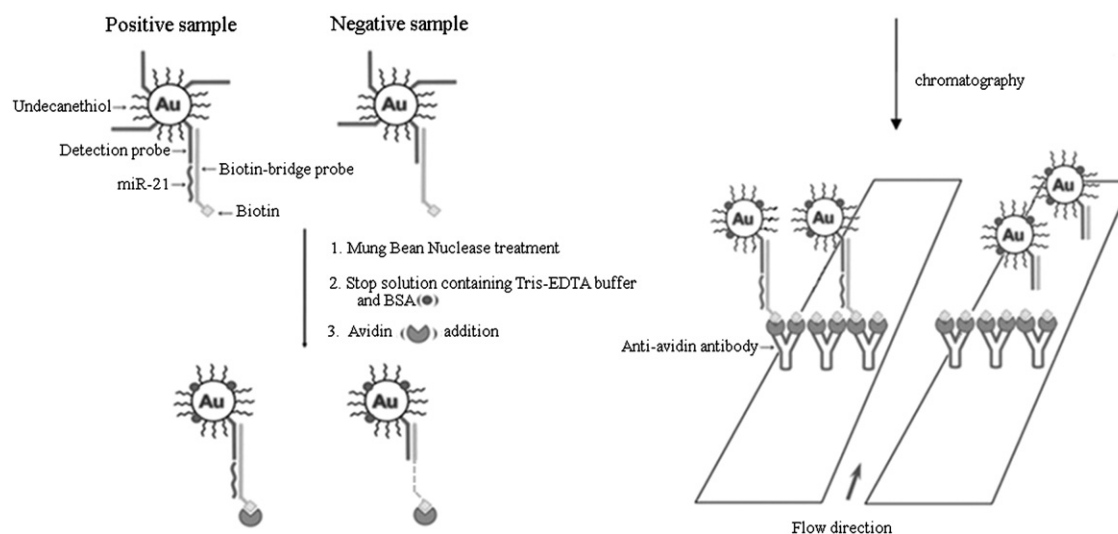 Positive sample
Negative sample
Au
Au
Undecanethiol
Detection probe
Biotin-bridge probe
miR-21
Biotin
1. Mung Bean Nuclease treatment
2. Stop solution containing Tris-EDTA buffer
and BSA( )
3. Avidin ( ) addition
Au
Au
chromatography
Au
Au
Au
Au
Anti-avidin antibody
Flow direction